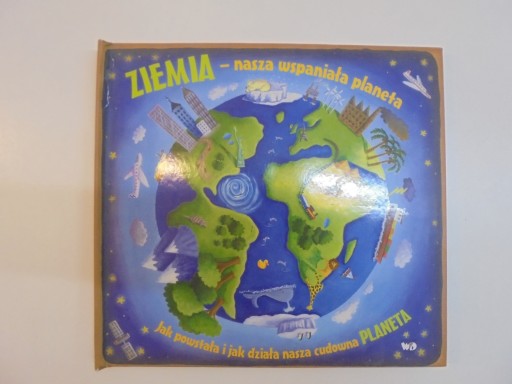 ZIEMIA – nasza wspaniała planeta
Jak powstała i jak działa nasza cudowna PLANETA